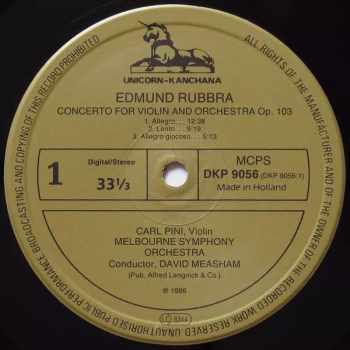 UNICORN-KANCHANA
EDMUND RUBBRA
CONCERTO FOR VIOLIN AND ORCHESTRA Op. 103
1. Allegro . . . 12:38
2. Lento . . . 9:19
3. Allegro giocoso . . 5:13
1
Digital/Stereo
33⅓
MCPS
DKP 9056 (DKP 9056/1)
Made in Holland
CARL PINI, Violin
MELBOURNE SYMPHONY
ORCHESTRA
Conductor, DAVID MEASHAM
(Pub. Alfred Lengnick & Co.)
℗ 1986
LC 8384
ALL RIGHTS OF THE MANUFACTURER AND OF THE OWNER OF THE RECORDED WORK RESERVED UNAUTHORISED PUBLIC PERFORMANCE BROADCASTING AND COPYING OF THIS RECORD PROHIBITED